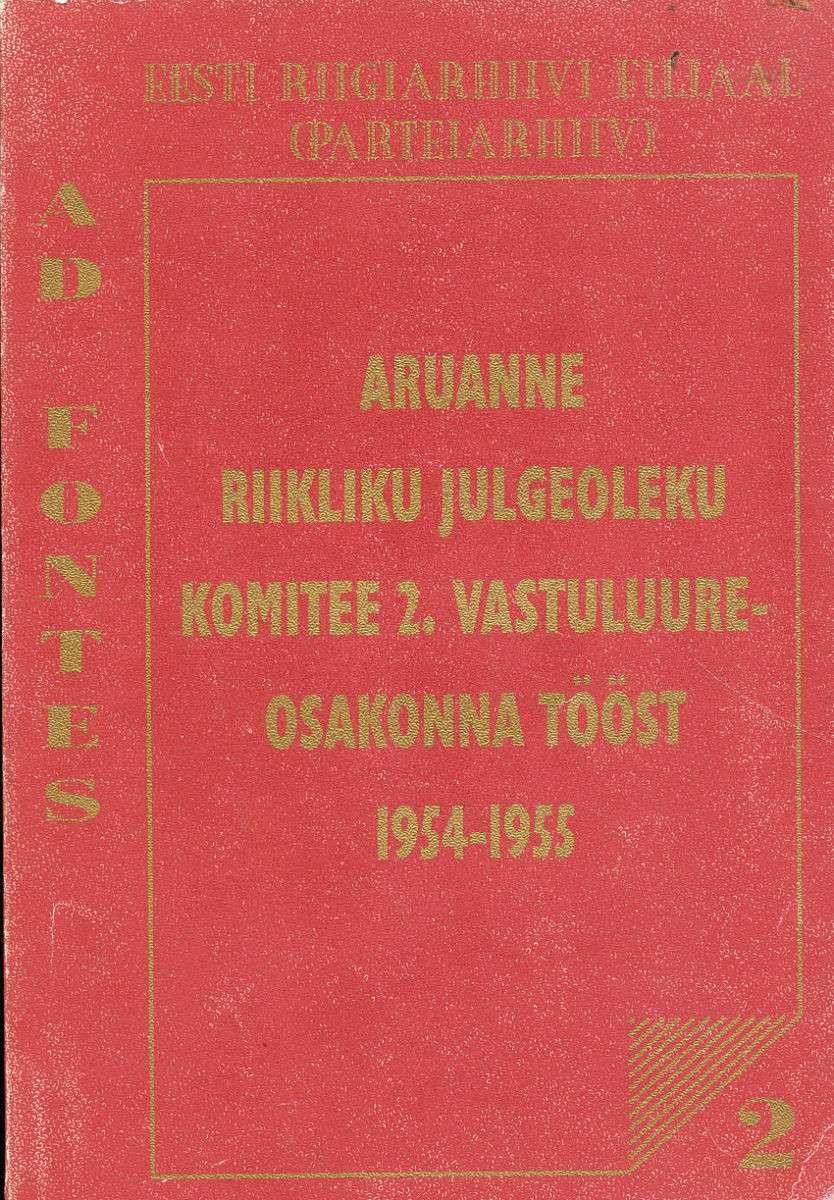 EESTI RIIGIARHIIVI FILIAAL
(PARTEIARHIIV)
AD FONTES
ARUANNE
RIIKLIKU JULGEOLEKU
KOMITEE 2. VASTULUURE-
OSAKONNA TÖÖST
1954-1955
2